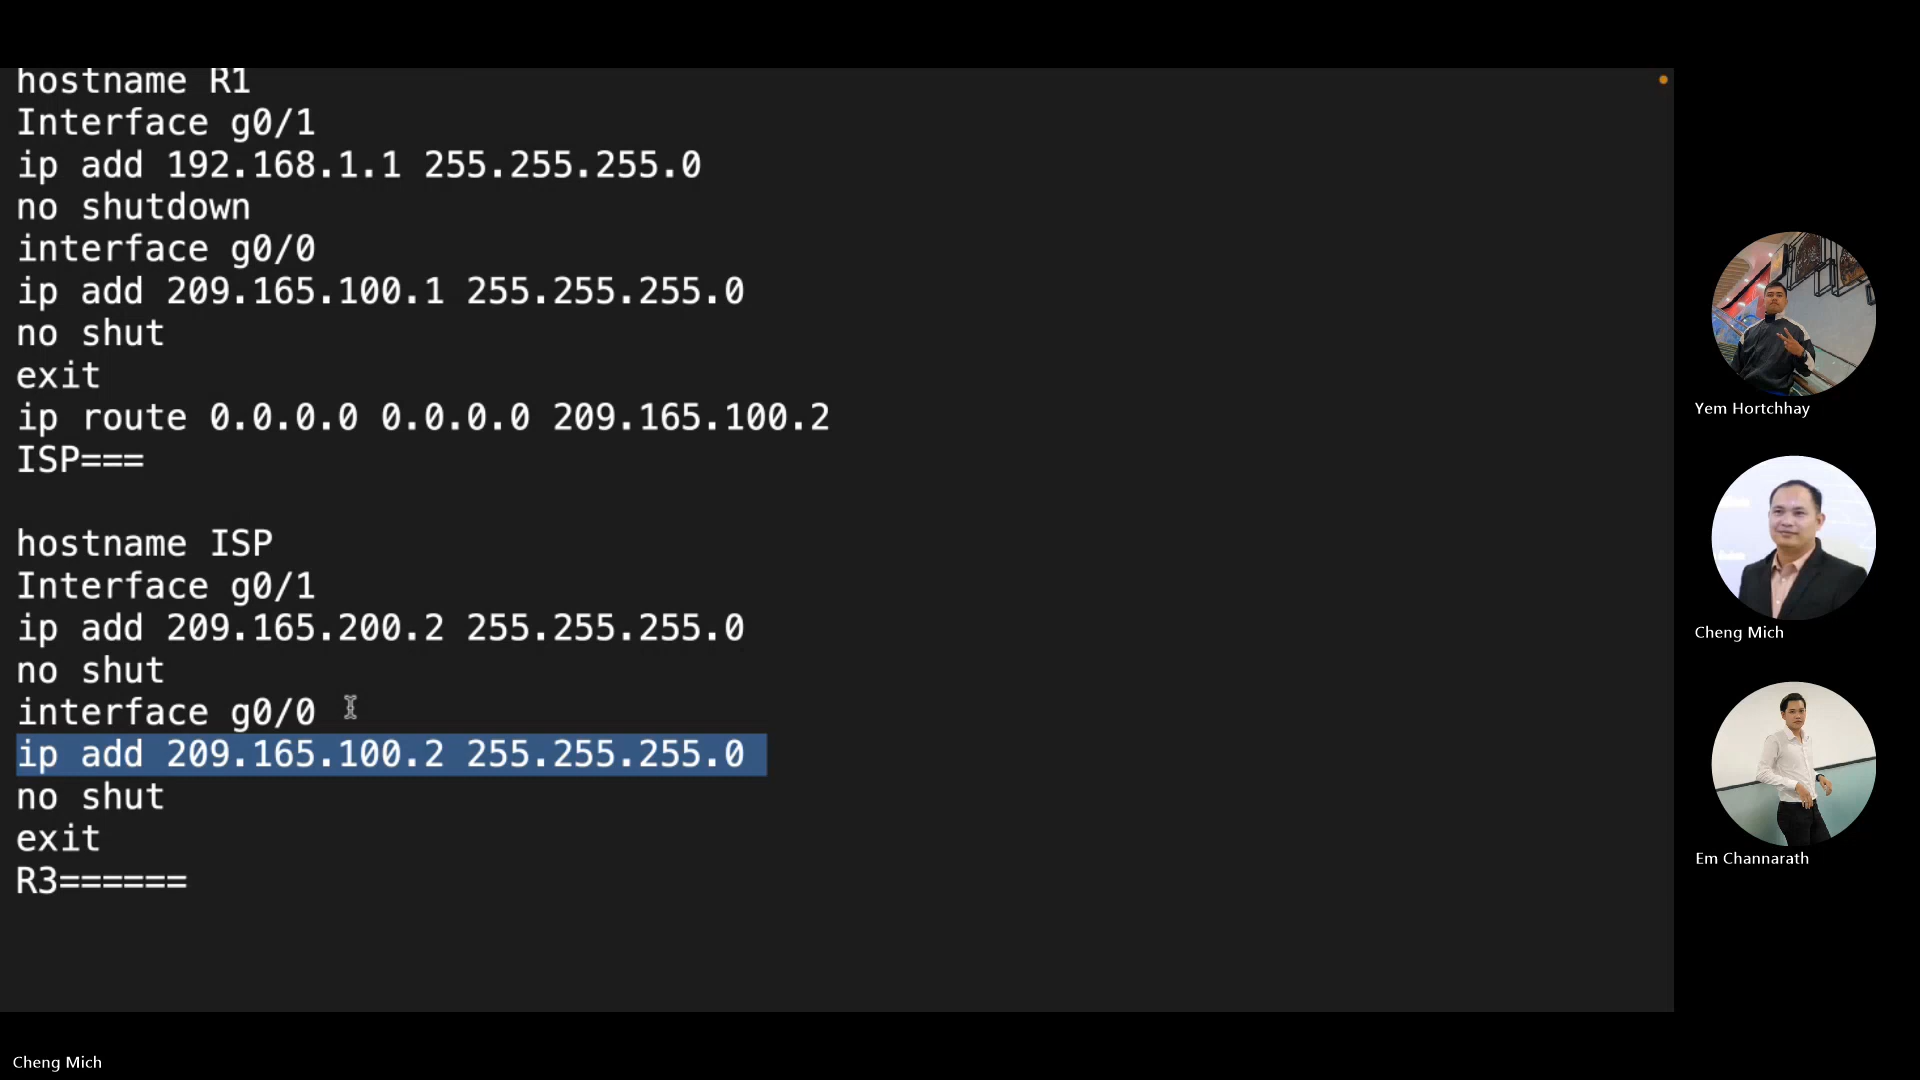 hostname R1
Interface g0/1
ip add 192.168.1.1 255.255.255.0
no shutdown
interface g0/0
ip add 209.165.100.1 255.255.255.0
no shut
exit
ip route 0.0.0.0 0.0.0.0 209.165.100.2
ISP===
hostname ISP
Interface g0/1
ip add 209.165.200.2 255.255.255.0
no shut
interface g0/0
ip add 209.165.100.2 255.255.255.0
no shut
exit
R3======
Yem Hortchhay
Cheng Mich
Em Channarath
Cheng Mich